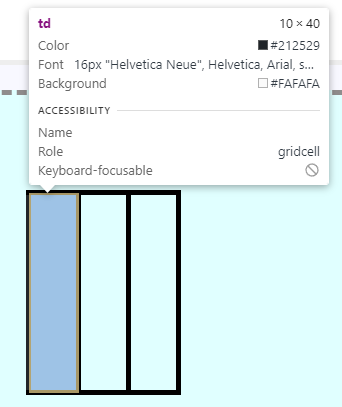 td 10 × 40
Color #212529
Font 16px "Helvetica Neue", Helvetica, Arial, s...
Background #FAFAFA
ACCESSIBILITY
Name
Role gridcell
Keyboard-focusable